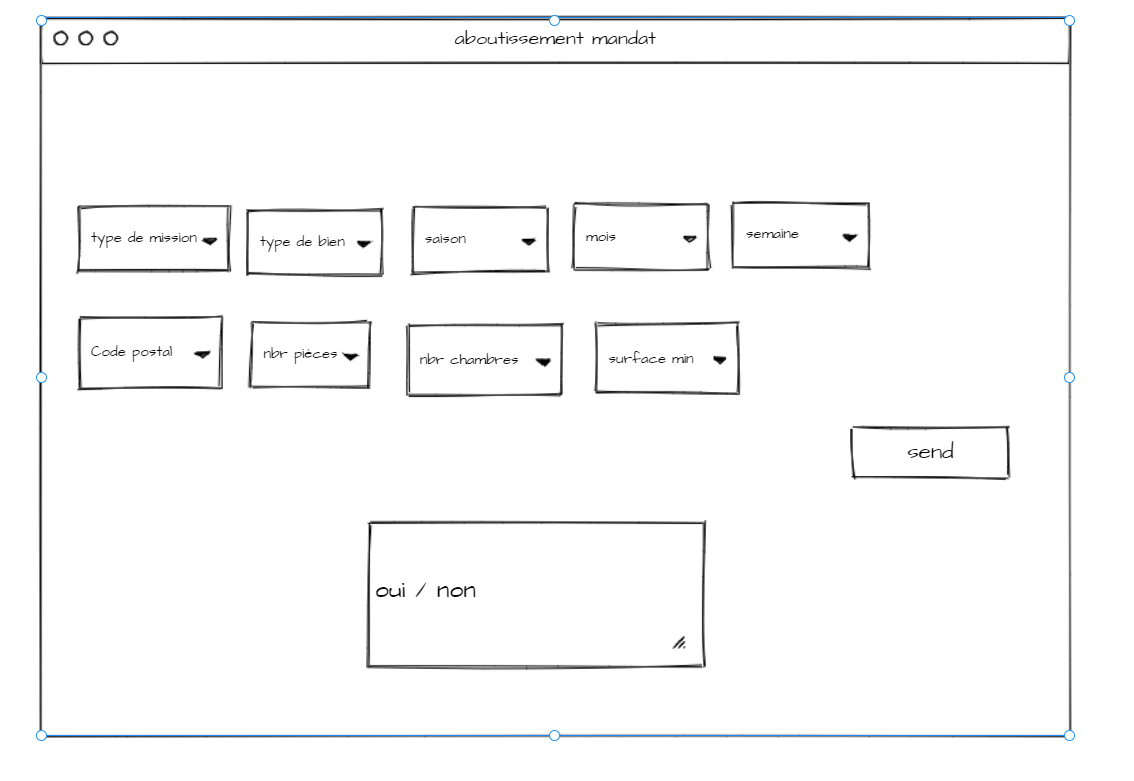 aboutissement mandat
type de mission
type de bien
saison
mois
semaine
Code postal
nbr pièces
nbr chambres
surface min
send
oui / non